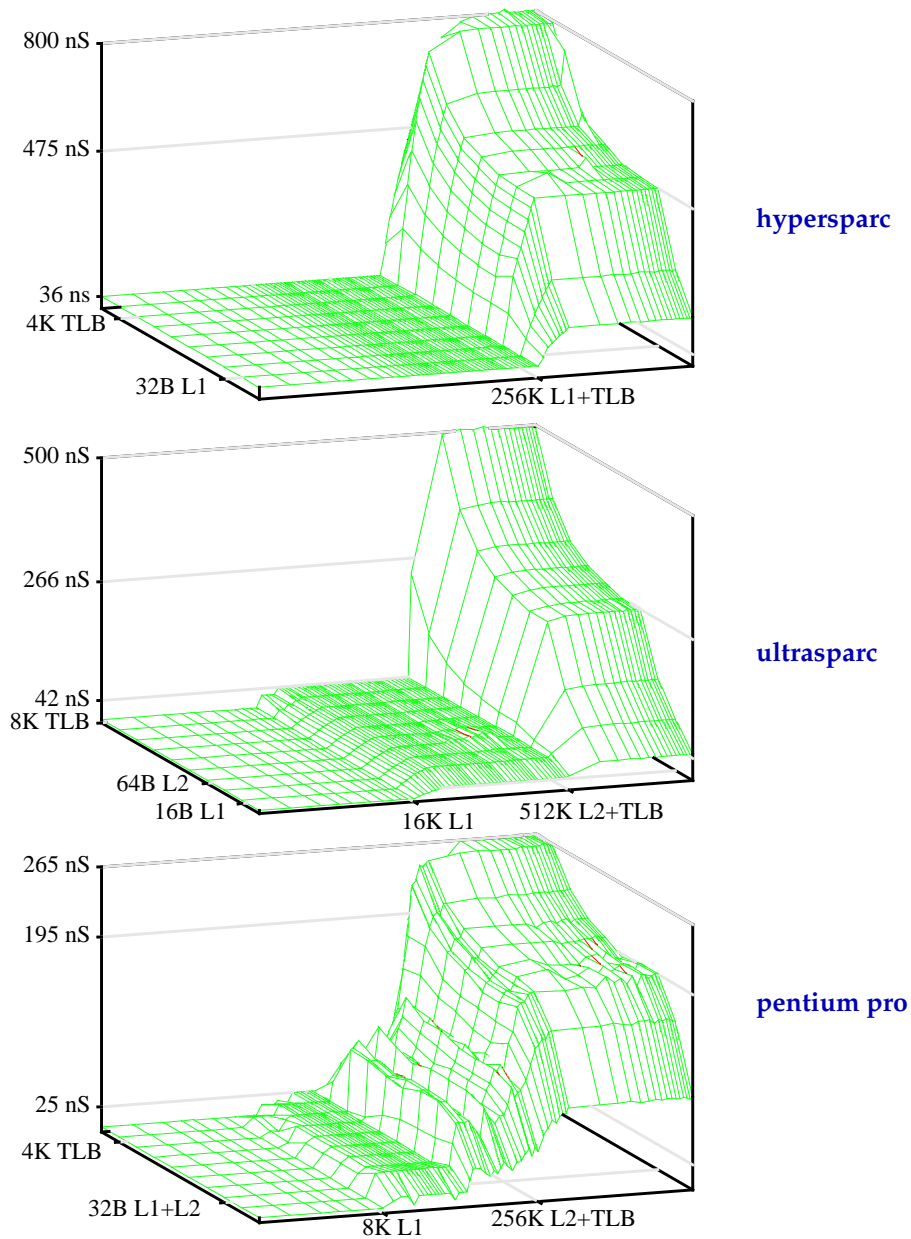 800 nS
475 nS
36 ns
4K TLB
32B L1
256K L1+TLB
hypersparc
500 nS
266 nS
42 nS
8K TLB
64B L2
16B L1
16K L1
512K L2+TLB
ultrasparc
265 nS
195 nS
25 nS
4K TLB
32B L1+L2
8K L1
256K L2+TLB
pentium pro